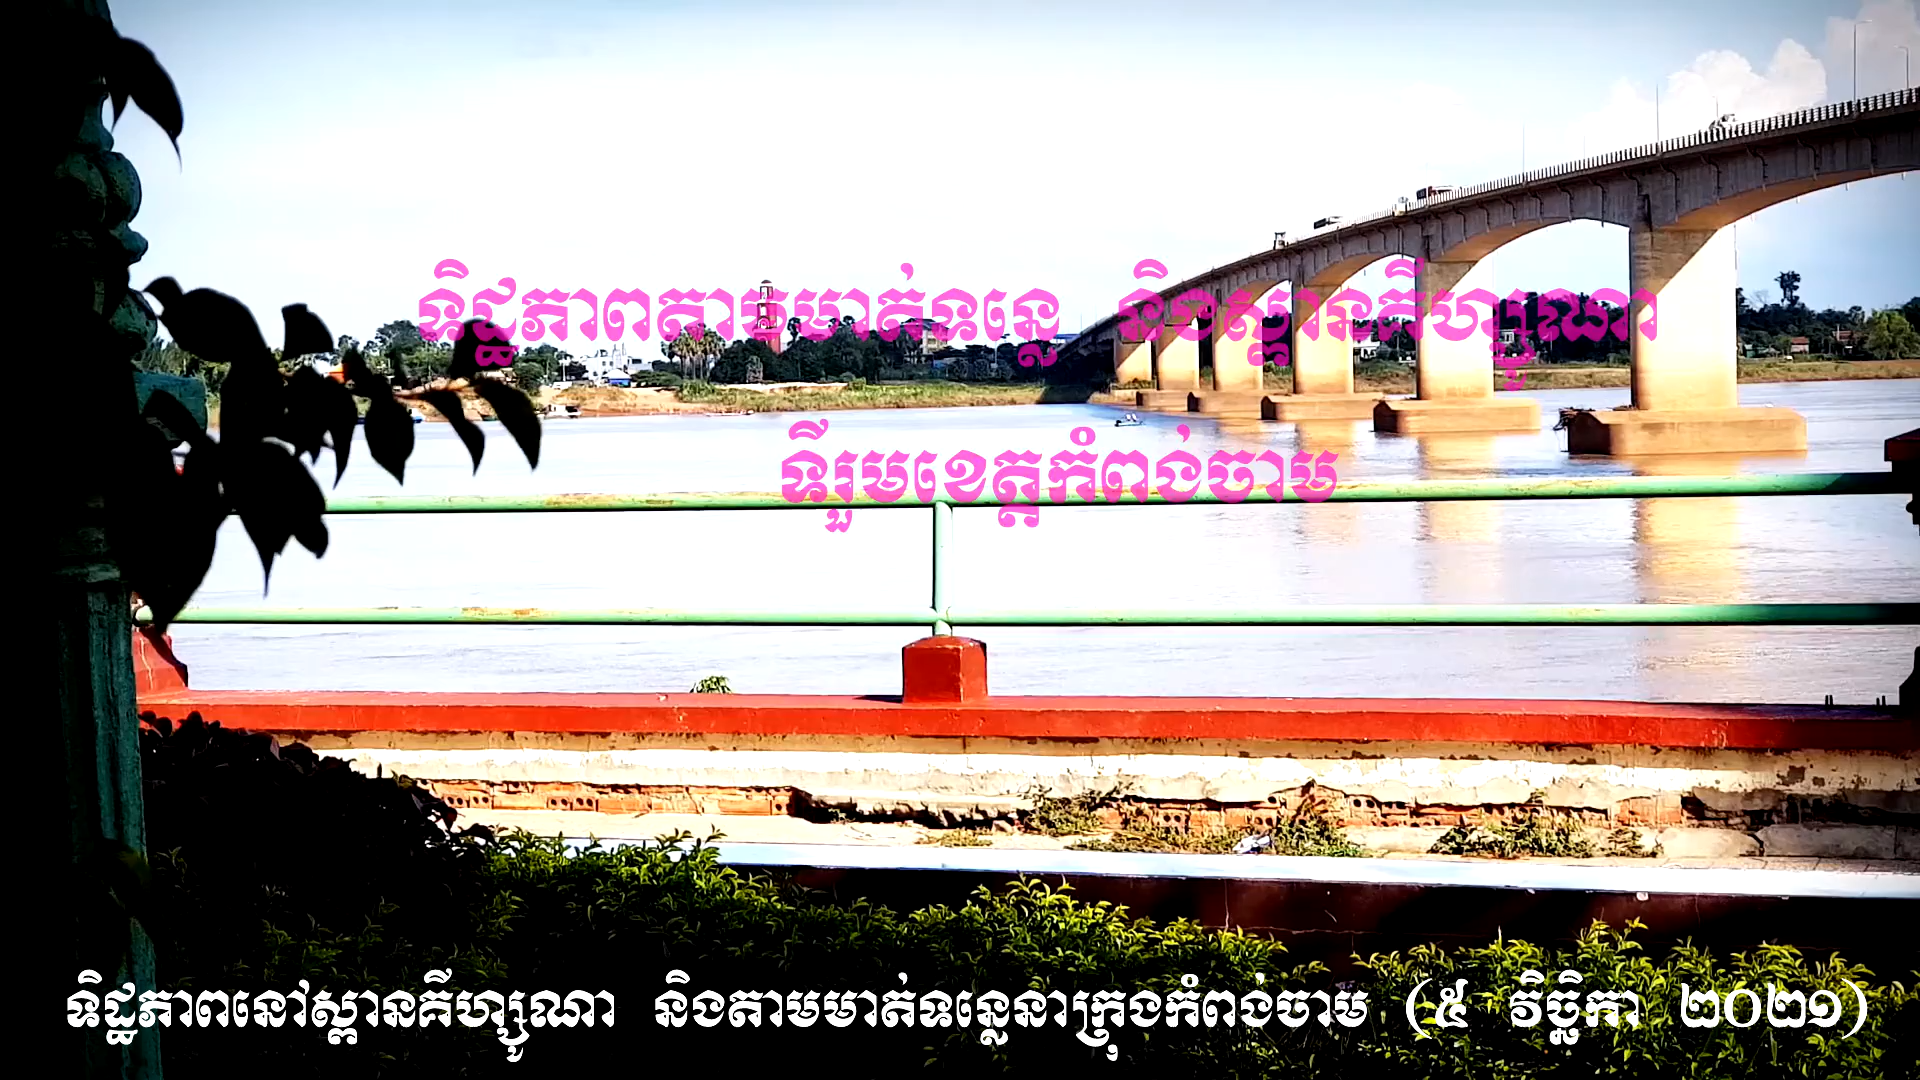 ទិដ្ឋភាពតាមមាត់ទន្លេ និងស្ពានគីហ្សូណា
ទីរួមខេត្តកំពង់ចាម
ទិដ្ឋភាពនៅស្ពានគីហ្សូណា និងតាមមាត់ទន្លេនាក្រុងកំពង់ចាម (៥ វិច្ឆិកា ២០២១)